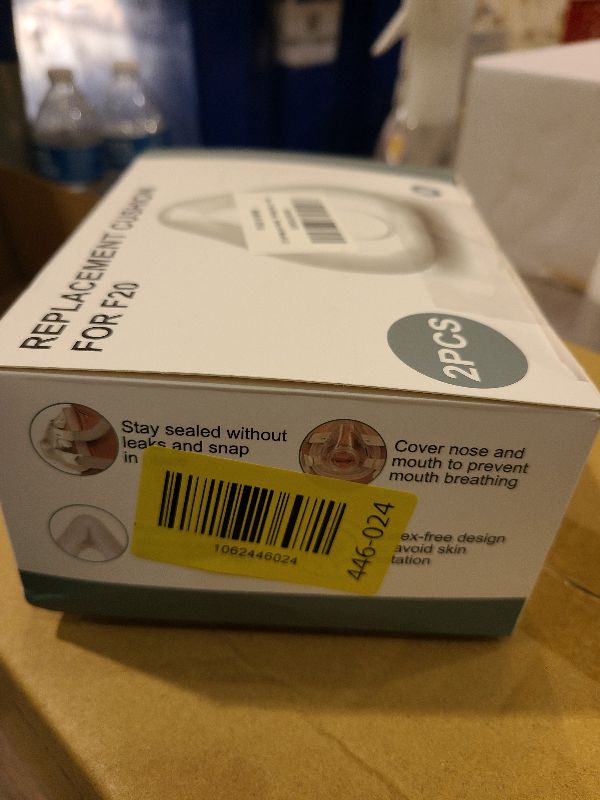 REPLACEMENT CUSHION
FOR F20
2PCS
Stay sealed without
leaks and snap
in
Cover nose and
mouth to prevent
mouth breathing
1062446024
446-024
ex-free design
avoid skin
tation